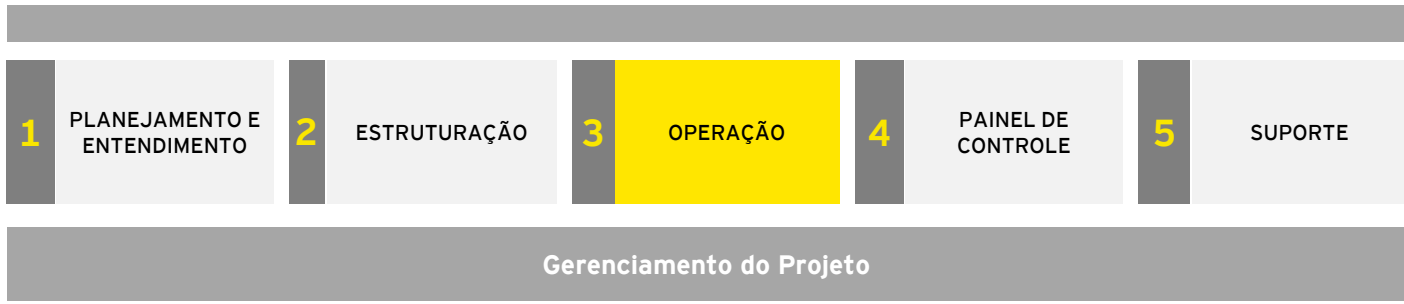 1
PLANEJAMENTO E
ENTENDIMENTO
2
ESTRUTURAÇÃO
3
OPERAÇÃO
4
PAINEL DE
CONTROLE
5
SUPORTE
Gerenciamento do Projeto